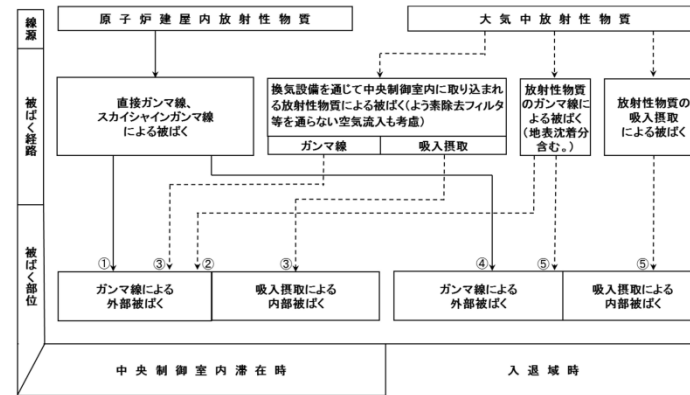 線源
原子炉建屋内放射性物質
大気中放射性物質
被ばく経路
直接ガンマ線、
スカイシャインガンマ線
による被ばく
換気設備を通じて中央制御室内に取り込まれ
る放射性物質による被ばく(よう素除去フィルタ
等を通らない空気流入も考慮)
ガンマ線
吸入摂取
放射性物質
のガンマ線によ
る被ばく
(地表沈着分
含む。)
放射性物質の
吸入摂取
による被ばく
被ばく部位
①
③
②
③
④
⑤
⑤
ガンマ線による
外部被ばく
吸入摂取による
内部被ばく
ガンマ線による
外部被ばく
吸入摂取による
内部被ばく
中央制御室内滞在時
入退域時